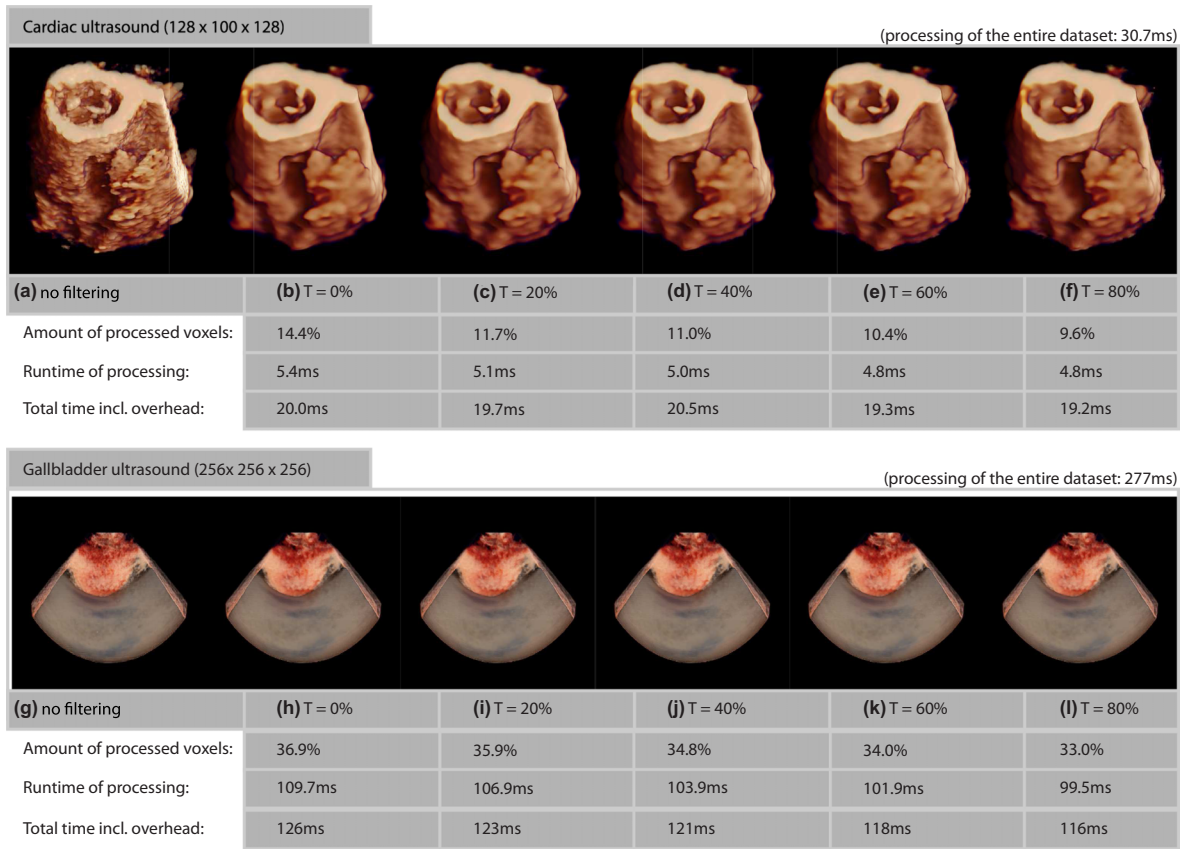 Cardiac ultrasound (128 x 100 x 128)
(processing of the entire dataset: 30.7ms)
(a) no filtering (b) T = 0% (c) T = 20% (d) T = 40% (e) T = 60% (f) T = 80%
Amount of processed voxels: 14.4% 11.7% 11.0% 10.4% 9.6%
Runtime of processing: 5.4ms 5.1ms 5.0ms 4.8ms 4.8ms
Total time incl. overhead: 20.0ms 19.7ms 20.5ms 19.3ms 19.2ms
Gallbladder ultrasound (256x 256 x 256)
(processing of the entire dataset: 277ms)
(g) no filtering (h) T = 0% (i) T = 20% (j) T = 40% (k) T = 60% (l) T = 80%
Amount of processed voxels: 36.9% 35.9% 34.8% 34.0% 33.0%
Runtime of processing: 109.7ms 106.9ms 103.9ms 101.9ms 99.5ms
Total time incl. overhead: 126ms 123ms 121ms 118ms 116ms